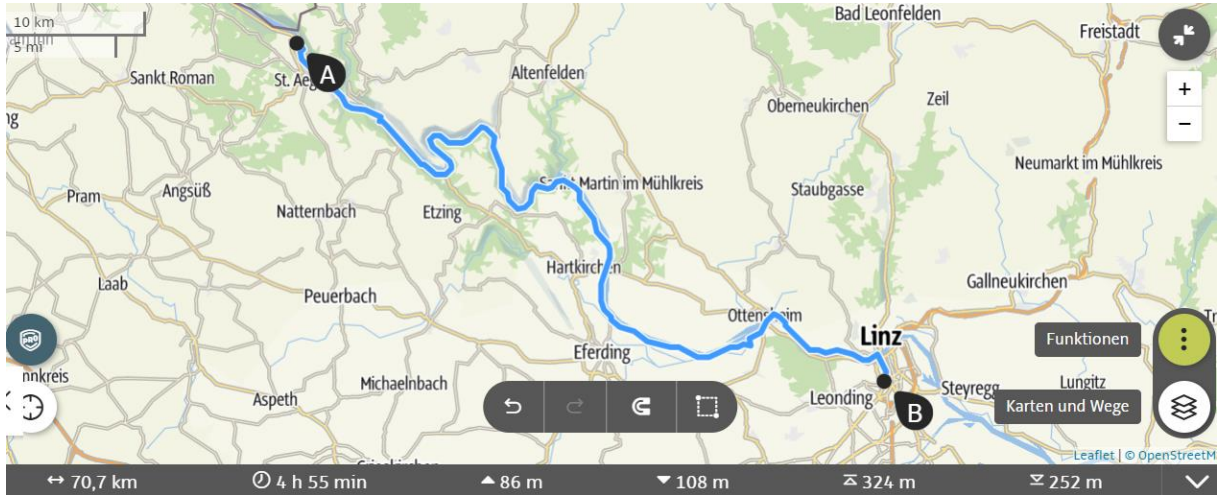 10 km
5 mi
Bad Leonfelden
Freistadt
Sankt Roman
Altenfelden
St. Aeg
A
Oberneukirchen
Zeil
+
−
Neumarkt im Mühlkreis
Sankt Martin im Mühlkreis
Staubgasse
Pram
Angsüß
Natternbach
Etzing
Laab
Hartkirchen
Gallneukirchen
Peuerbach
Ottensheim
Linz
PRO
Funktionen
Eferding
Michaelnbach
Aspeth
Leonding
Steyregg
Lungitz
B
Karten und Wege
Leaflet | © OpenStreetM
70,7 km 4 h 55 min 86 m 108 m 324 m 252 m